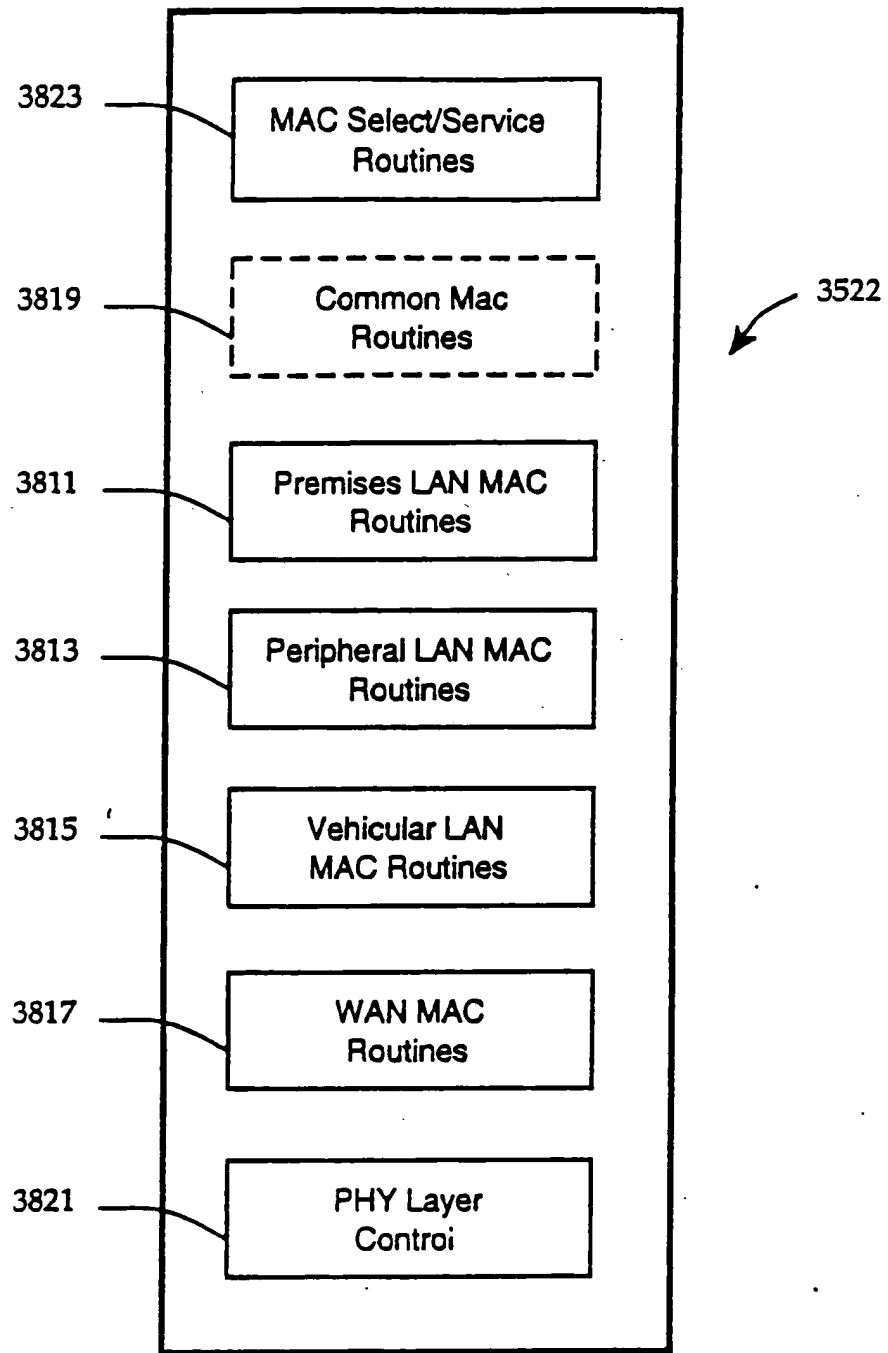 3823
MAC Select/Service
Routines
3819
Common Mac
Routines
3522
3811
Premises LAN MAC
Routines
3813
Peripheral LAN MAC
Routines
3815
Vehicular LAN
MAC Routines
3817
WAN MAC
Routines
3821
PHY Layer
Control